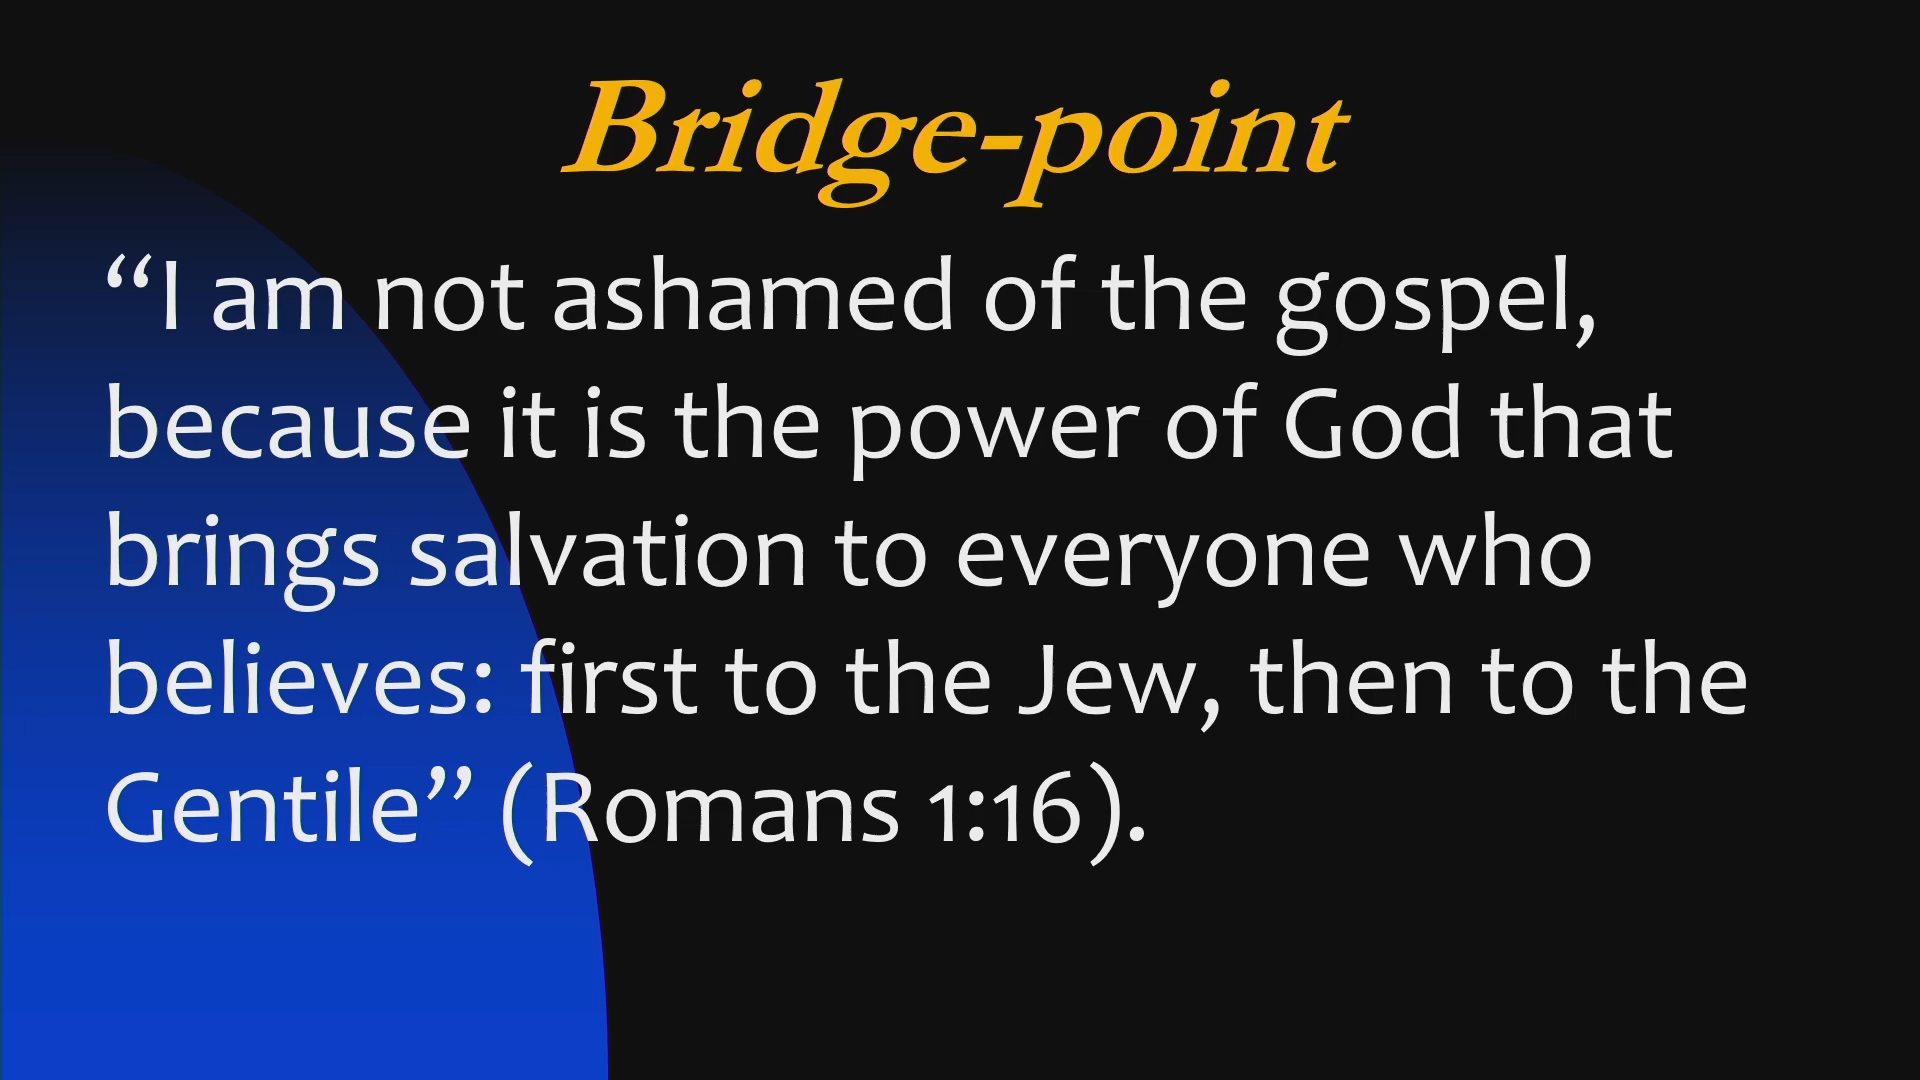 Bridge-point
“I am not ashamed of the gospel,
because it is the power of God that
brings salvation to everyone who
believes: first to the Jew, then to the
Gentile” (Romans 1:16).